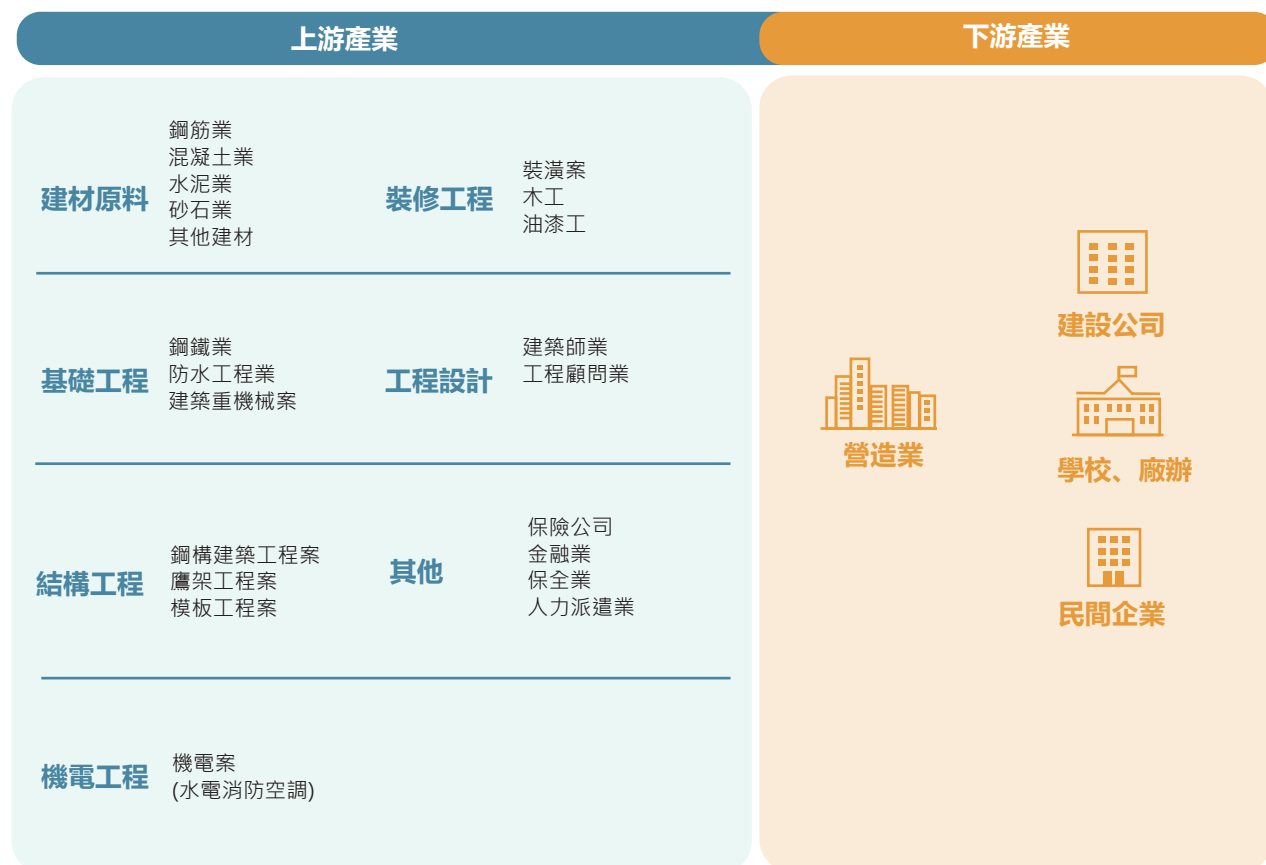 上游產業
下游產業
建材原料
鋼筋業
混凝土業
水泥業
砂石業
其他建材
裝修工程
裝潢案
木工
油漆工
基礎工程
鋼鐵業
防水工程業
建築重機械案
工程設計
建築師業
工程顧問業
結構工程
鋼構建築工程案
鷹架工程案
模板工程案
其他
保險公司
金融業
保全業
人力派遣業
機電工程
機電案
(水電消防空調)
營造業
建設公司
學校、廠辦
民間企業